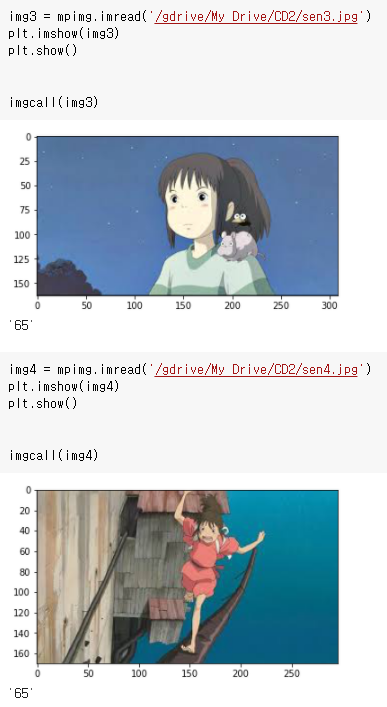 img3 = mpimg.imread('/gdrive/My Drive/CD2/sen3.jpg')
plt.imshow(img3)
plt.show()
imgcall(img3)
0
25
50
75
100
125
150
0 50 100 150 200 250 300
'65'
img4 = mpimg.imread('/gdrive/My Drive/CD2/sen4.jpg')
plt.imshow(img4)
plt.show()
imgcall(img4)
0
20
40
60
80
100
120
140
160
0 50 100 150 200 250
'65'